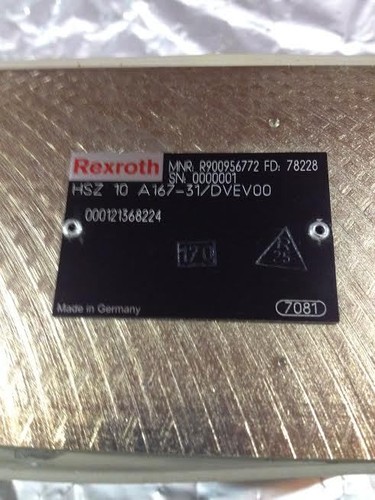 Rexroth
MNR: R900956772 FD: 78228
SN: 0000001
HSZ 10 A167-31/DVEV00
000121368224
170
Made in Germany
7081